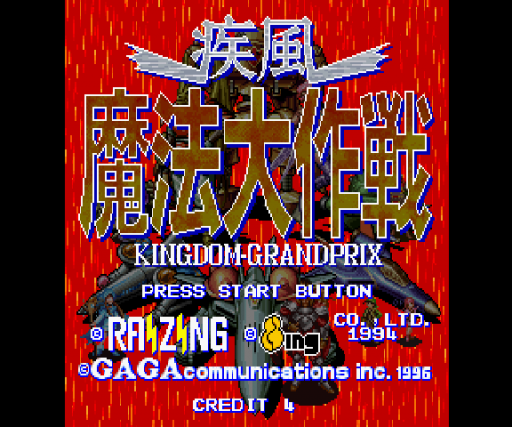 疾風
魔法大作戦
KINGDOM-GRANDPRIX
PRESS START BUTTON
© RAIZING © 8ing CO.,LTD. 1994
©GAGA communications inc. 1996
CREDIT 4